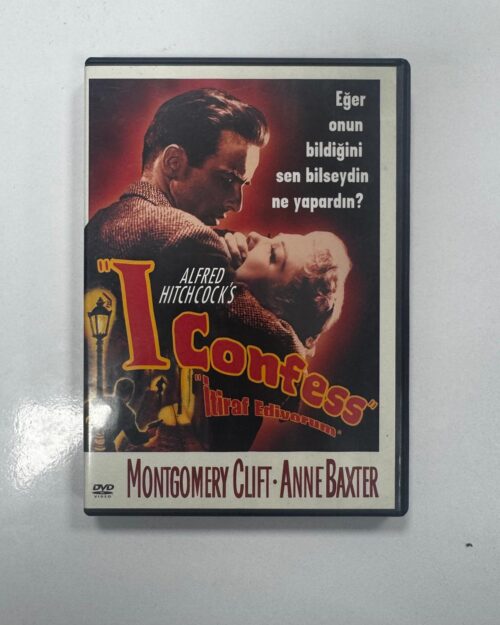 Eğer
onun
bildiğini
sen bilseydin
ne yapardın?
ALFRED
HITCHCOCK'S
"I
Confess"
"İtiraf Ediyorum"
DVD
VIDEO
MONTGOMERY CLIFT · ANNE BAXTER